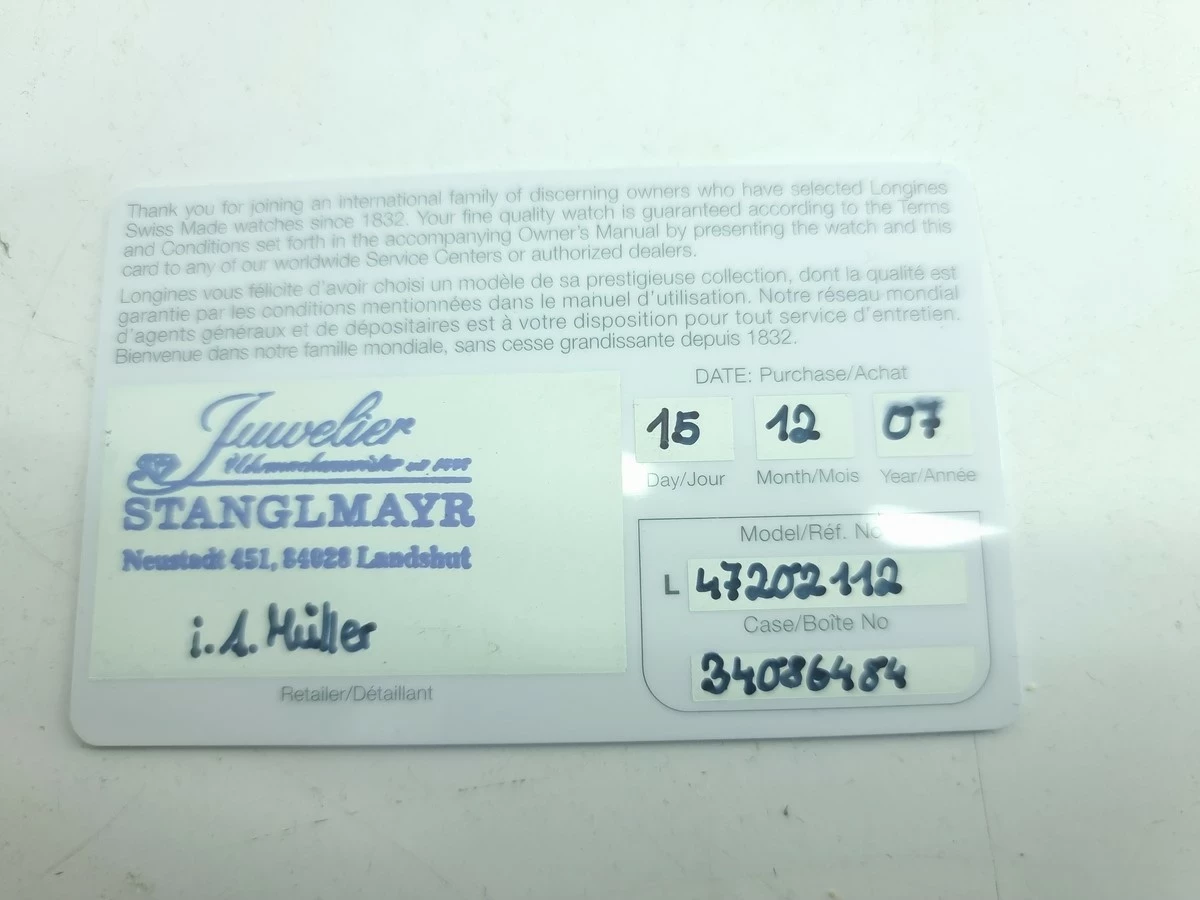 Thank you for joining an international family of discerning owners who have selected Longines
Swiss Made watches since 1832. Your fine quality watch is guaranteed according to the Terms
and Conditions set forth in the accompanying Owner's Manual by presenting the watch and this
card to any of our worldwide Service Centers or authorized dealers.
Longines vous félicite d'avoir choisi un modèle de sa prestigieuse collection, dont la qualité est
garantie par les conditions mentionnées dans le manuel d'utilisation. Notre réseau mondial
d'agents généraux et de dépositaires est à votre disposition pour tout service d'entretien.
Bienvenue dans notre famille mondiale, sans cesse grandissante depuis 1832.
Juwelier
STANGLMAYR
Neustadt 451, 84028 Landshut
i.A. Müller
Retailer/Détaillant
DATE: Purchase/Achat
15 12 07
Day/Jour Month/Mois Year/Année
Model/Réf. No
L 47202112
Case/Boîte No
34086484